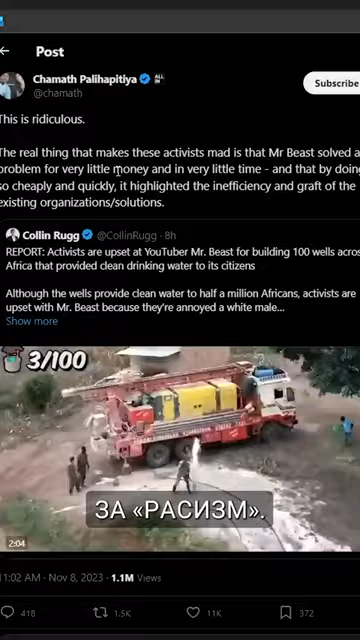 Post
Chamath Palihapitiya
@chamath
Subscribe
This is ridiculous.
The real thing that makes these activists mad is that Mr Beast solved a
problem for very little money and in very little time - and that by doing
so cheaply and quickly, it highlighted the inefficiency and graft of the
existing organizations/solutions.
Collin Rugg @CollinRugg · 8h
REPORT: Activists are upset at YouTuber Mr. Beast for building 100 wells across
Africa that provided clean drinking water to its citizens
Although the wells provide clean water to half a million Africans, activists are
upset with Mr. Beast because they're annoyed a white male...
Show more
3/100
ЗА «РАСИЗМ».
2:04
11:02 AM · Nov 8, 2023 · 1.1M Views
418 1.5K 11K 372